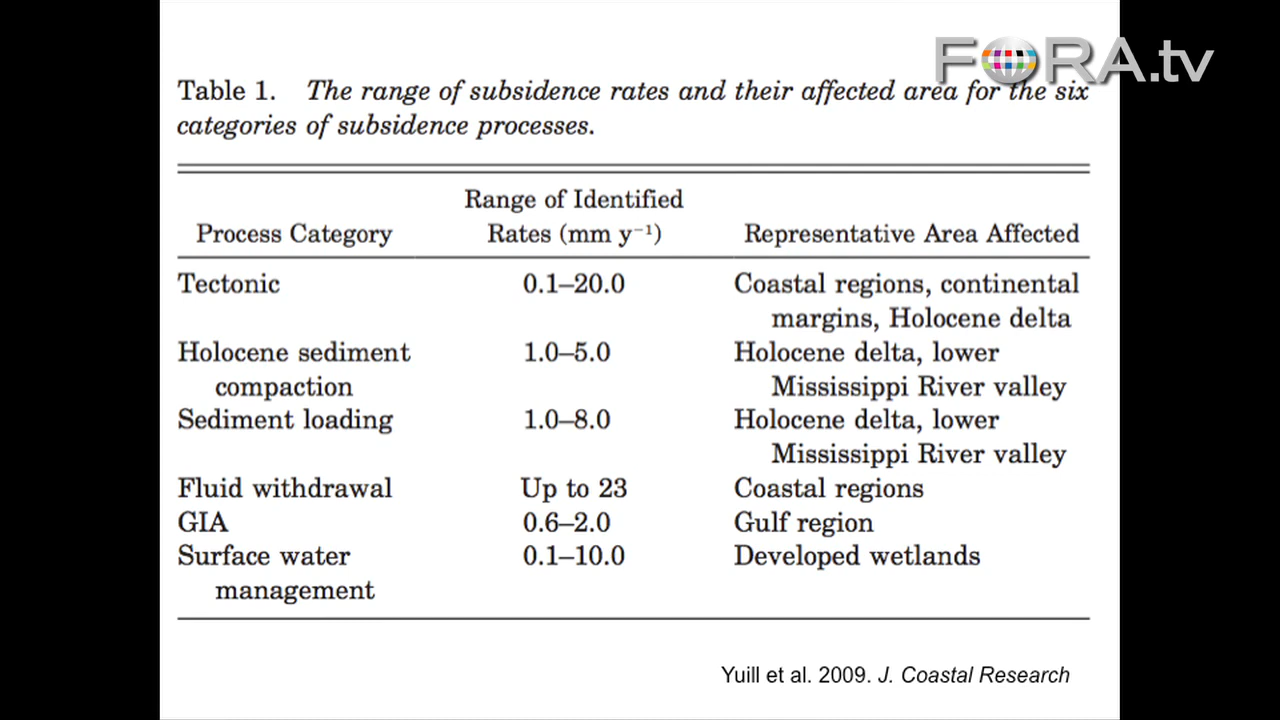 FORA.tv
Table 1. The range of subsidence rates and their affected area for the six
categories of subsidence processes.
Range of Identified
Process Category Rates (mm y⁻¹) Representative Area Affected
Tectonic 0.1–20.0 Coastal regions, continental
margins, Holocene delta
Holocene sediment 1.0–5.0 Holocene delta, lower
compaction Mississippi River valley
Sediment loading 1.0–8.0 Holocene delta, lower
Mississippi River valley
Fluid withdrawal Up to 23 Coastal regions
GIA 0.6–2.0 Gulf region
Surface water 0.1–10.0 Developed wetlands
management
Yuill et al. 2009. J. Coastal Research